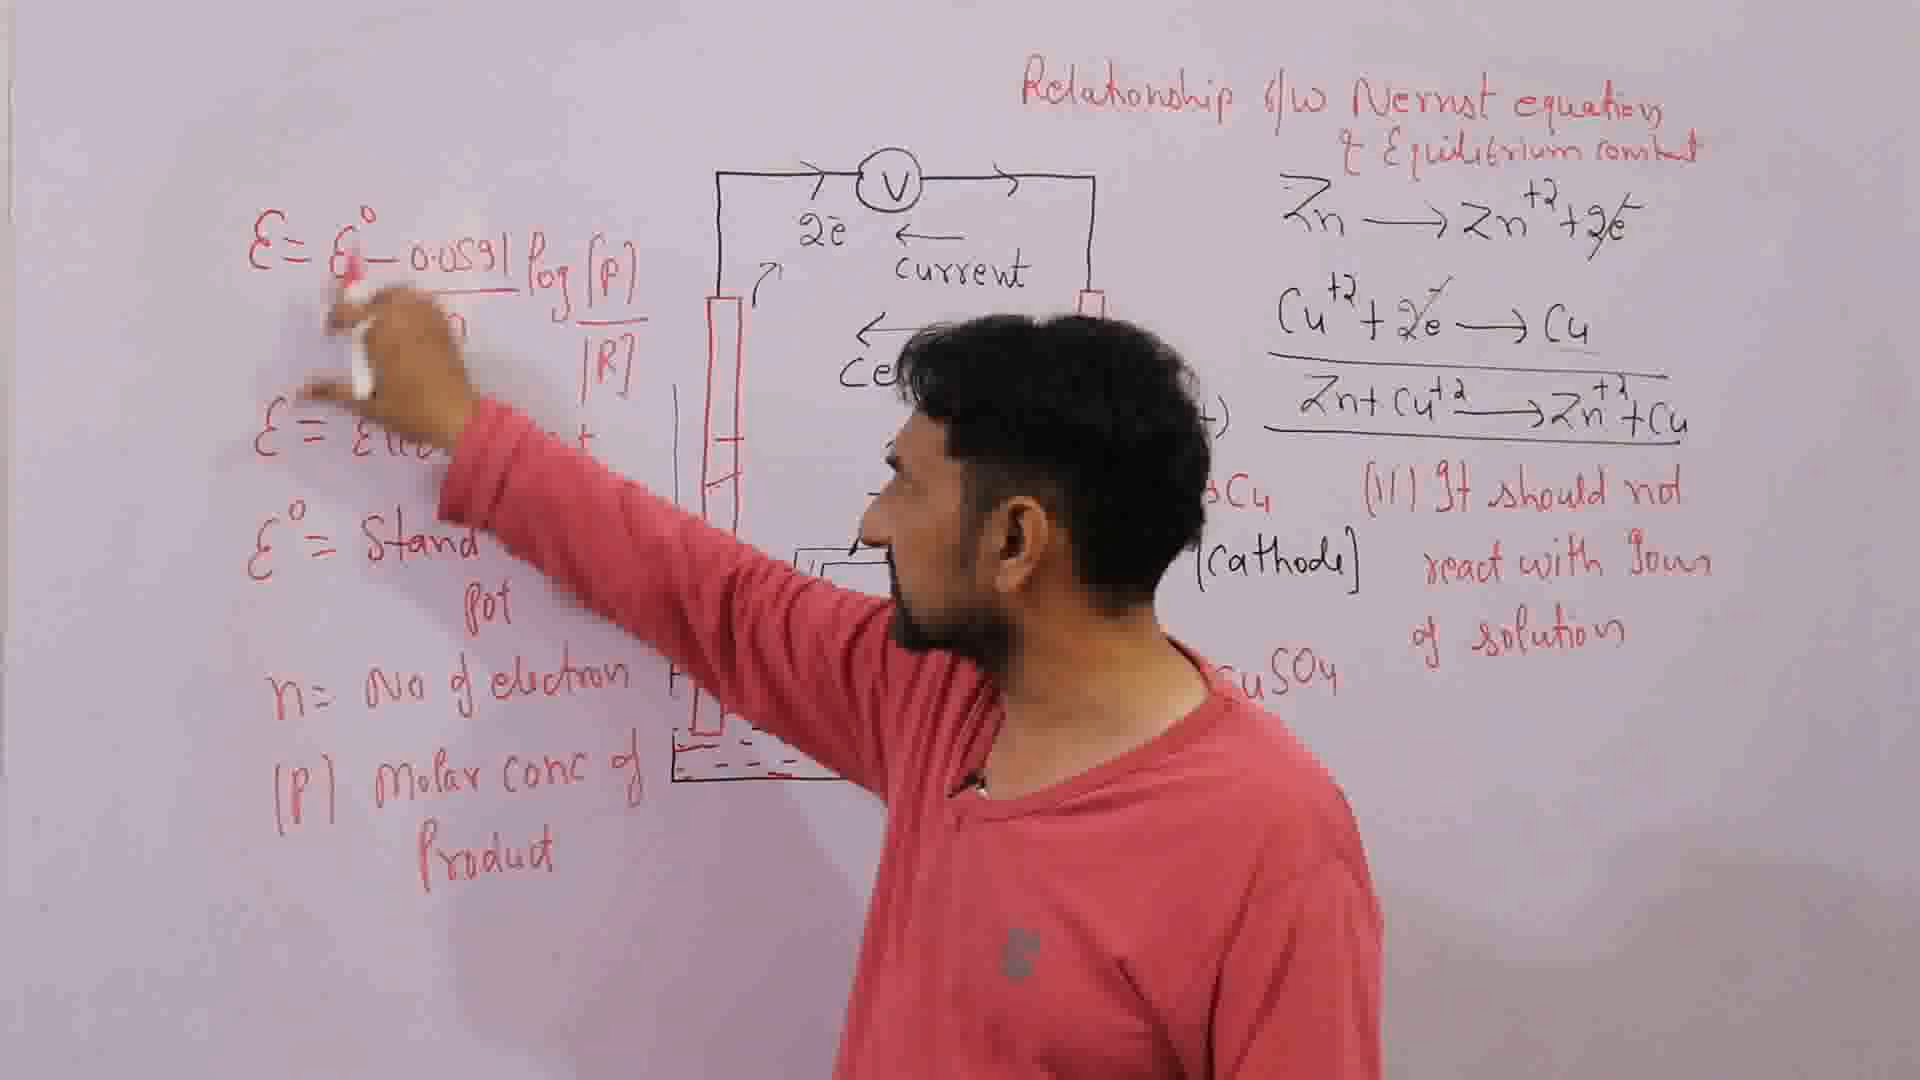 Relationship b/w Nernst equation
& Equilibrium constant
E = E° - 0.0591 log [P]
[R]
E =
E° = Stand
Pot
n = No of electron
[P] Molar conc of
Product
V
2e
current
Zn → Zn+2 + 2e-
Cu+2 + 2e- → Cu
Zn + Cu+2 → Zn+2 + Cu
Cu
[Cathode]
CuSO4
(III) It should not
react with Ions
of solution